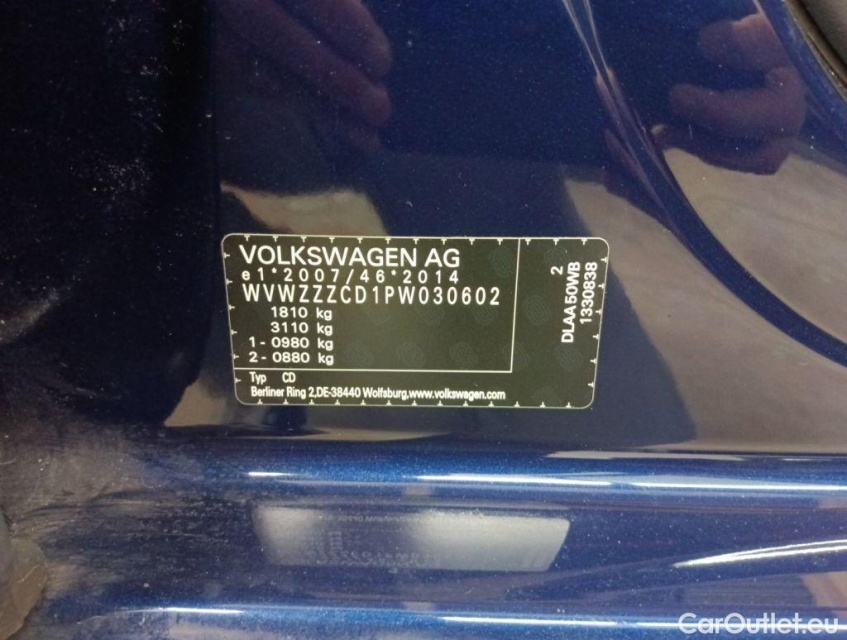 VOLKSWAGEN AG
e1*2007/46*2014
WVWZZZCD1PW030602
1810 kg
3110 kg
1- 0980 kg
2- 0880 kg
Typ CD
Berliner Ring 2,DE-38440 Wolfsburg,www.volkswagen.com
2
DLAA50WB
1330838
CarOutlet.eu